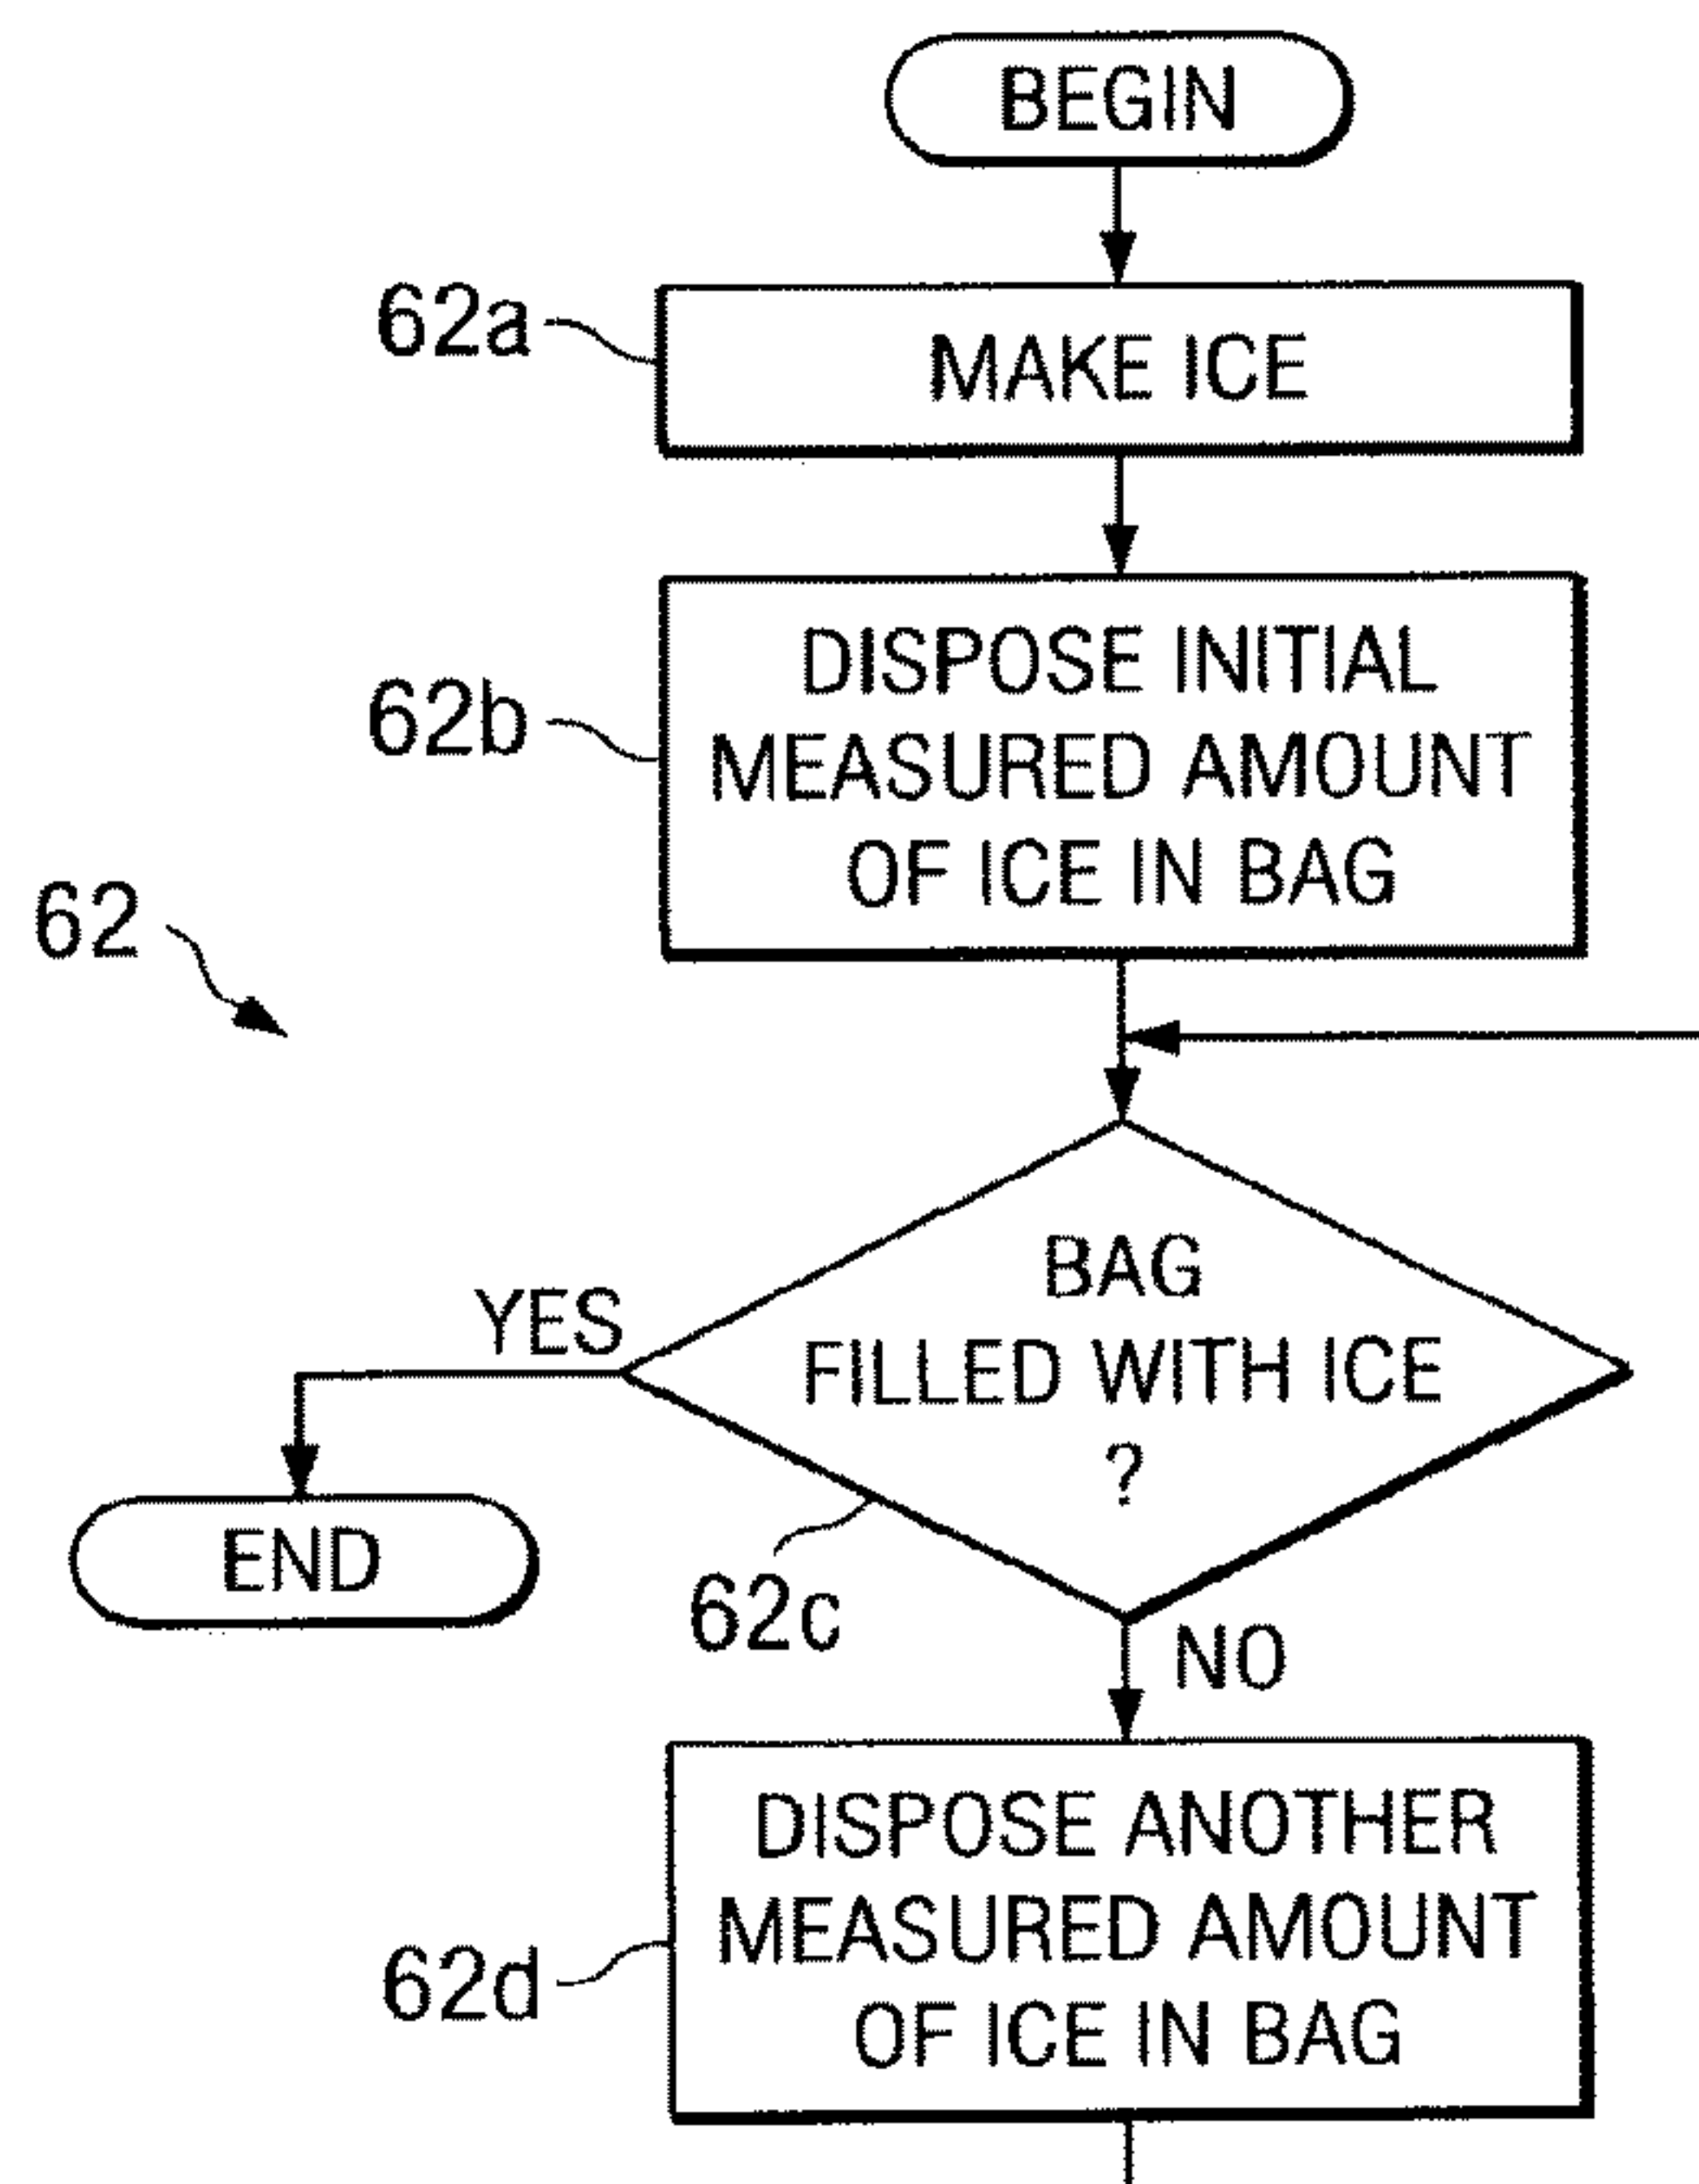 BEGIN
62a
MAKE ICE
62b
DISPOSE INITIAL
MEASURED AMOUNT
OF ICE IN BAG
62
BAG
FILLED WITH ICE
?
YES
END
62c
NO
62d
DISPOSE ANOTHER
MEASURED AMOUNT
OF ICE IN BAG